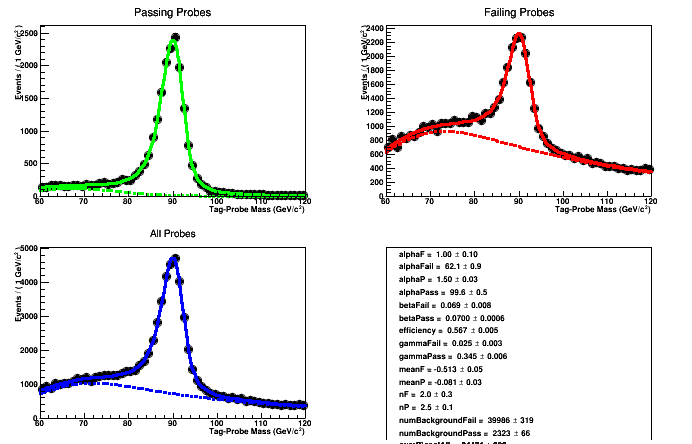 Passing Probes
Events / ( 1 GeV/c²)
2500
2000
1500
1000
500
60 70 80 90 100 110 120
Tag-Probe Mass (GeV/c²)
Failing Probes
Events / ( 1 GeV/c²)
2400
2200
2000
1800
1600
1400
1200
1000
800
600
400
200
0
60 70 80 90 100 110 120
Tag-Probe Mass (GeV/c²)
All Probes
Events / ( 1 GeV/c²)
5000
4000
3000
2000
1000
0
60 70 80 90 100 110 120
Tag-Probe Mass (GeV/c²)
alphaF = 1.00 ± 0.10
alphaFail = 62.1 ± 0.9
alphaP = 1.50 ± 0.03
alphaPass = 99.6 ± 0.5
betaFail = 0.069 ± 0.008
betaPass = 0.0700 ± 0.0006
efficiency = 0.567 ± 0.005
gammaFail = 0.025 ± 0.003
gammaPass = 0.345 ± 0.006
meanF = -0.513 ± 0.05
meanP = -0.081 ± 0.03
nF = 2.0 ± 0.3
nP = 2.5 ± 0.1
numBackgroundFail = 39986 ± 319
numBackgroundPass = 2323 ± 66